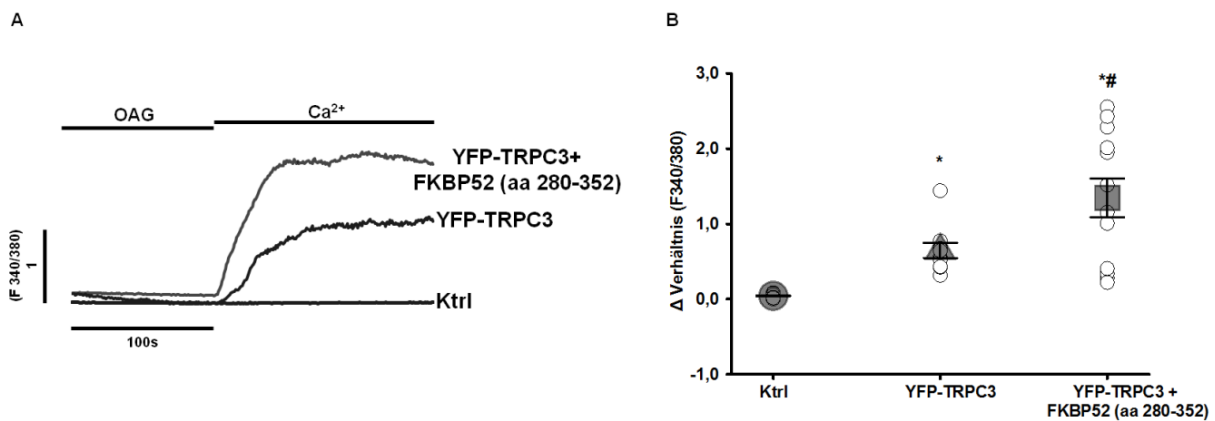 A
OAG
Ca²⁺
YFP-TRPC3+
FKBP52 (aa 280-352)
YFP-TRPC3
Ktrl
(F 340/380)
1
100s
B
Δ Verhältnis (F340/380)
3,0
2,0
1,0
0,0
-1,0
*
*#
Ktrl
YFP-TRPC3
YFP-TRPC3 +
FKBP52 (aa 280-352)